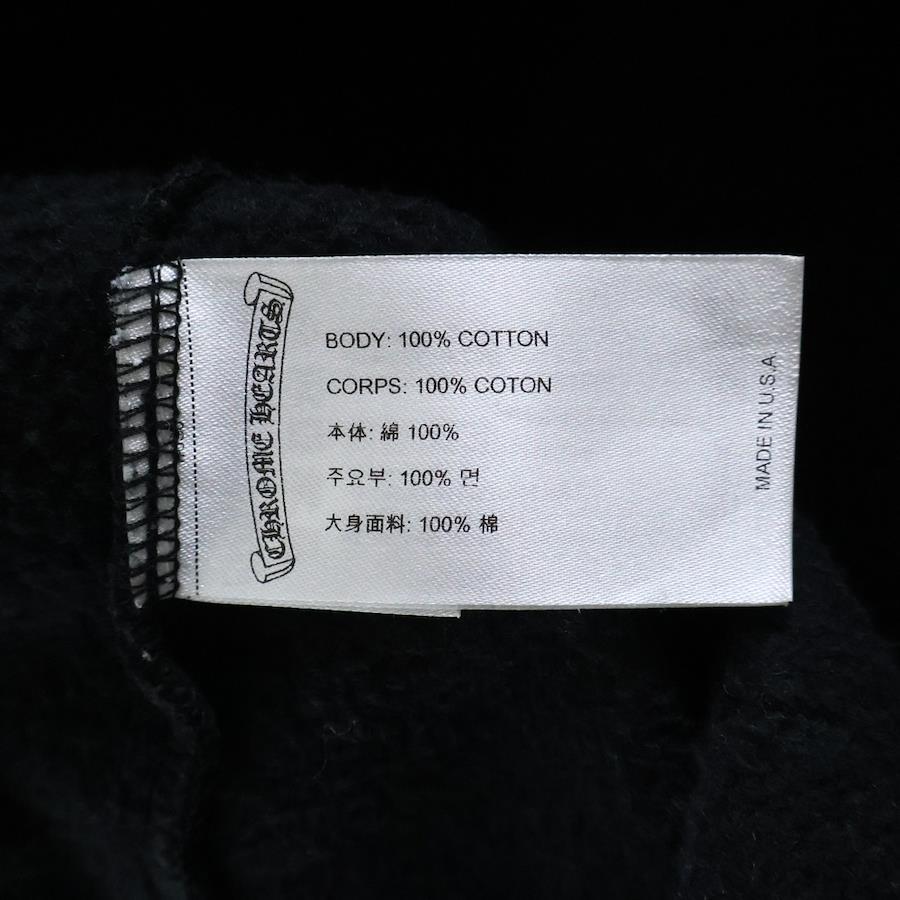 CHROME HEARTS
BODY: 100% COTTON
CORPS: 100% COTON
本体: 綿 100%
주요부: 100% 면
大身面料: 100% 棉
MADE IN U.S.A.